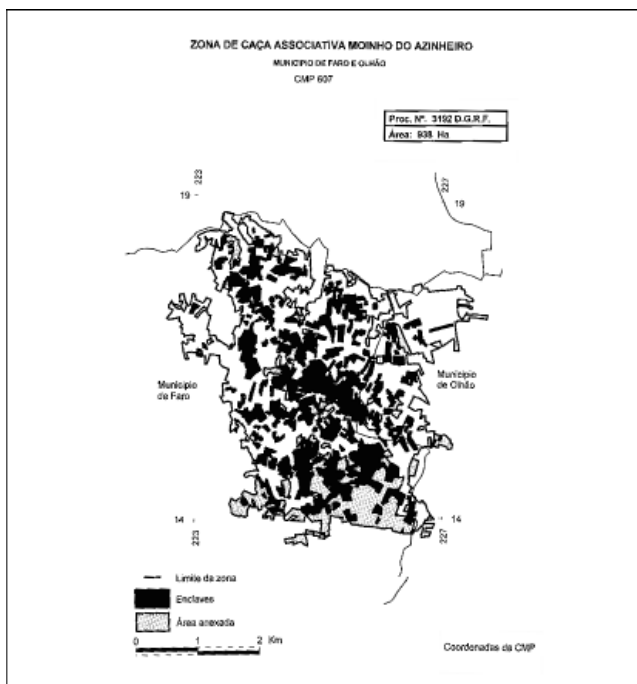 ZONA DE CAÇA ASSOCIATIVA MOINHO DO AZINHEIRO
MUNICIPIO DE FARO E OLHÃO
CMP 607
Proc. Nº. 3192 D.G.R.F.
Área: 938 Ha
223
227
19
19
Município
de Faro
Município
de Olhão
14
14
223
227
Limite da zona
Enclaves
Área anexada
0 1 2 Km
Coordenadas da CMP